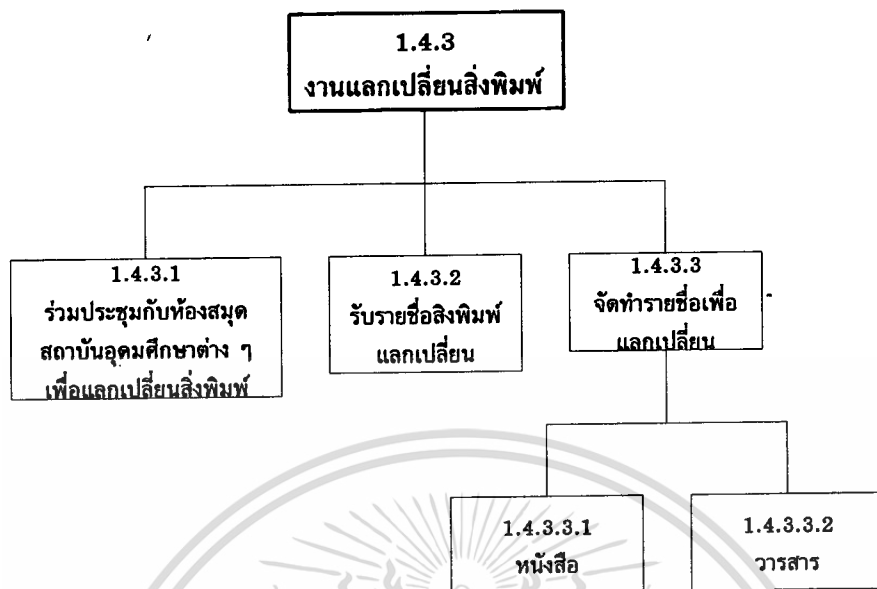 1.4.3
งานแลกเปลี่ยนสิ่งพิมพ์
1.4.3.1
ร่วมประชุมกับห้องสมุด
สถาบันอุดมศึกษาต่าง ๆ
เพื่อแลกเปลี่ยนสิ่งพิมพ์
1.4.3.2
รับรายชื่อสิ่งพิมพ์
แลกเปลี่ยน
1.4.3.3
จัดทำรายชื่อเพื่อ
แลกเปลี่ยน
1.4.3.3.1
หนังสือ
1.4.3.3.2
วารสาร